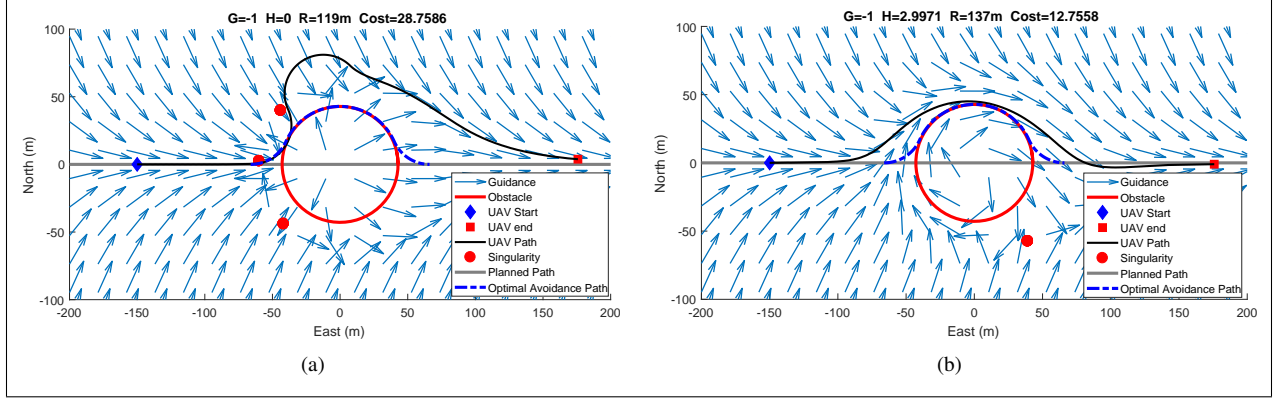 G=-1 H=0 R=119m Cost=28.7586
100
50
0
-50
-100
North (m)
-200
-150
-100
-50
0
50
100
150
200
East (m)
Guidance
Obstacle
UAV Start
UAV end
UAV Path
Singularity
Planned Path
Optimal Avoidance Path
(a)
G=-1 H=2.9971 R=137m Cost=12.7558
100
50
0
-50
-100
North (m)
-200
-150
-100
-50
0
50
100
150
200
East (m)
Guidance
Obstacle
UAV Start
UAV end
UAV Path
Singularity
Planned Path
Optimal Avoidance Path
(b)